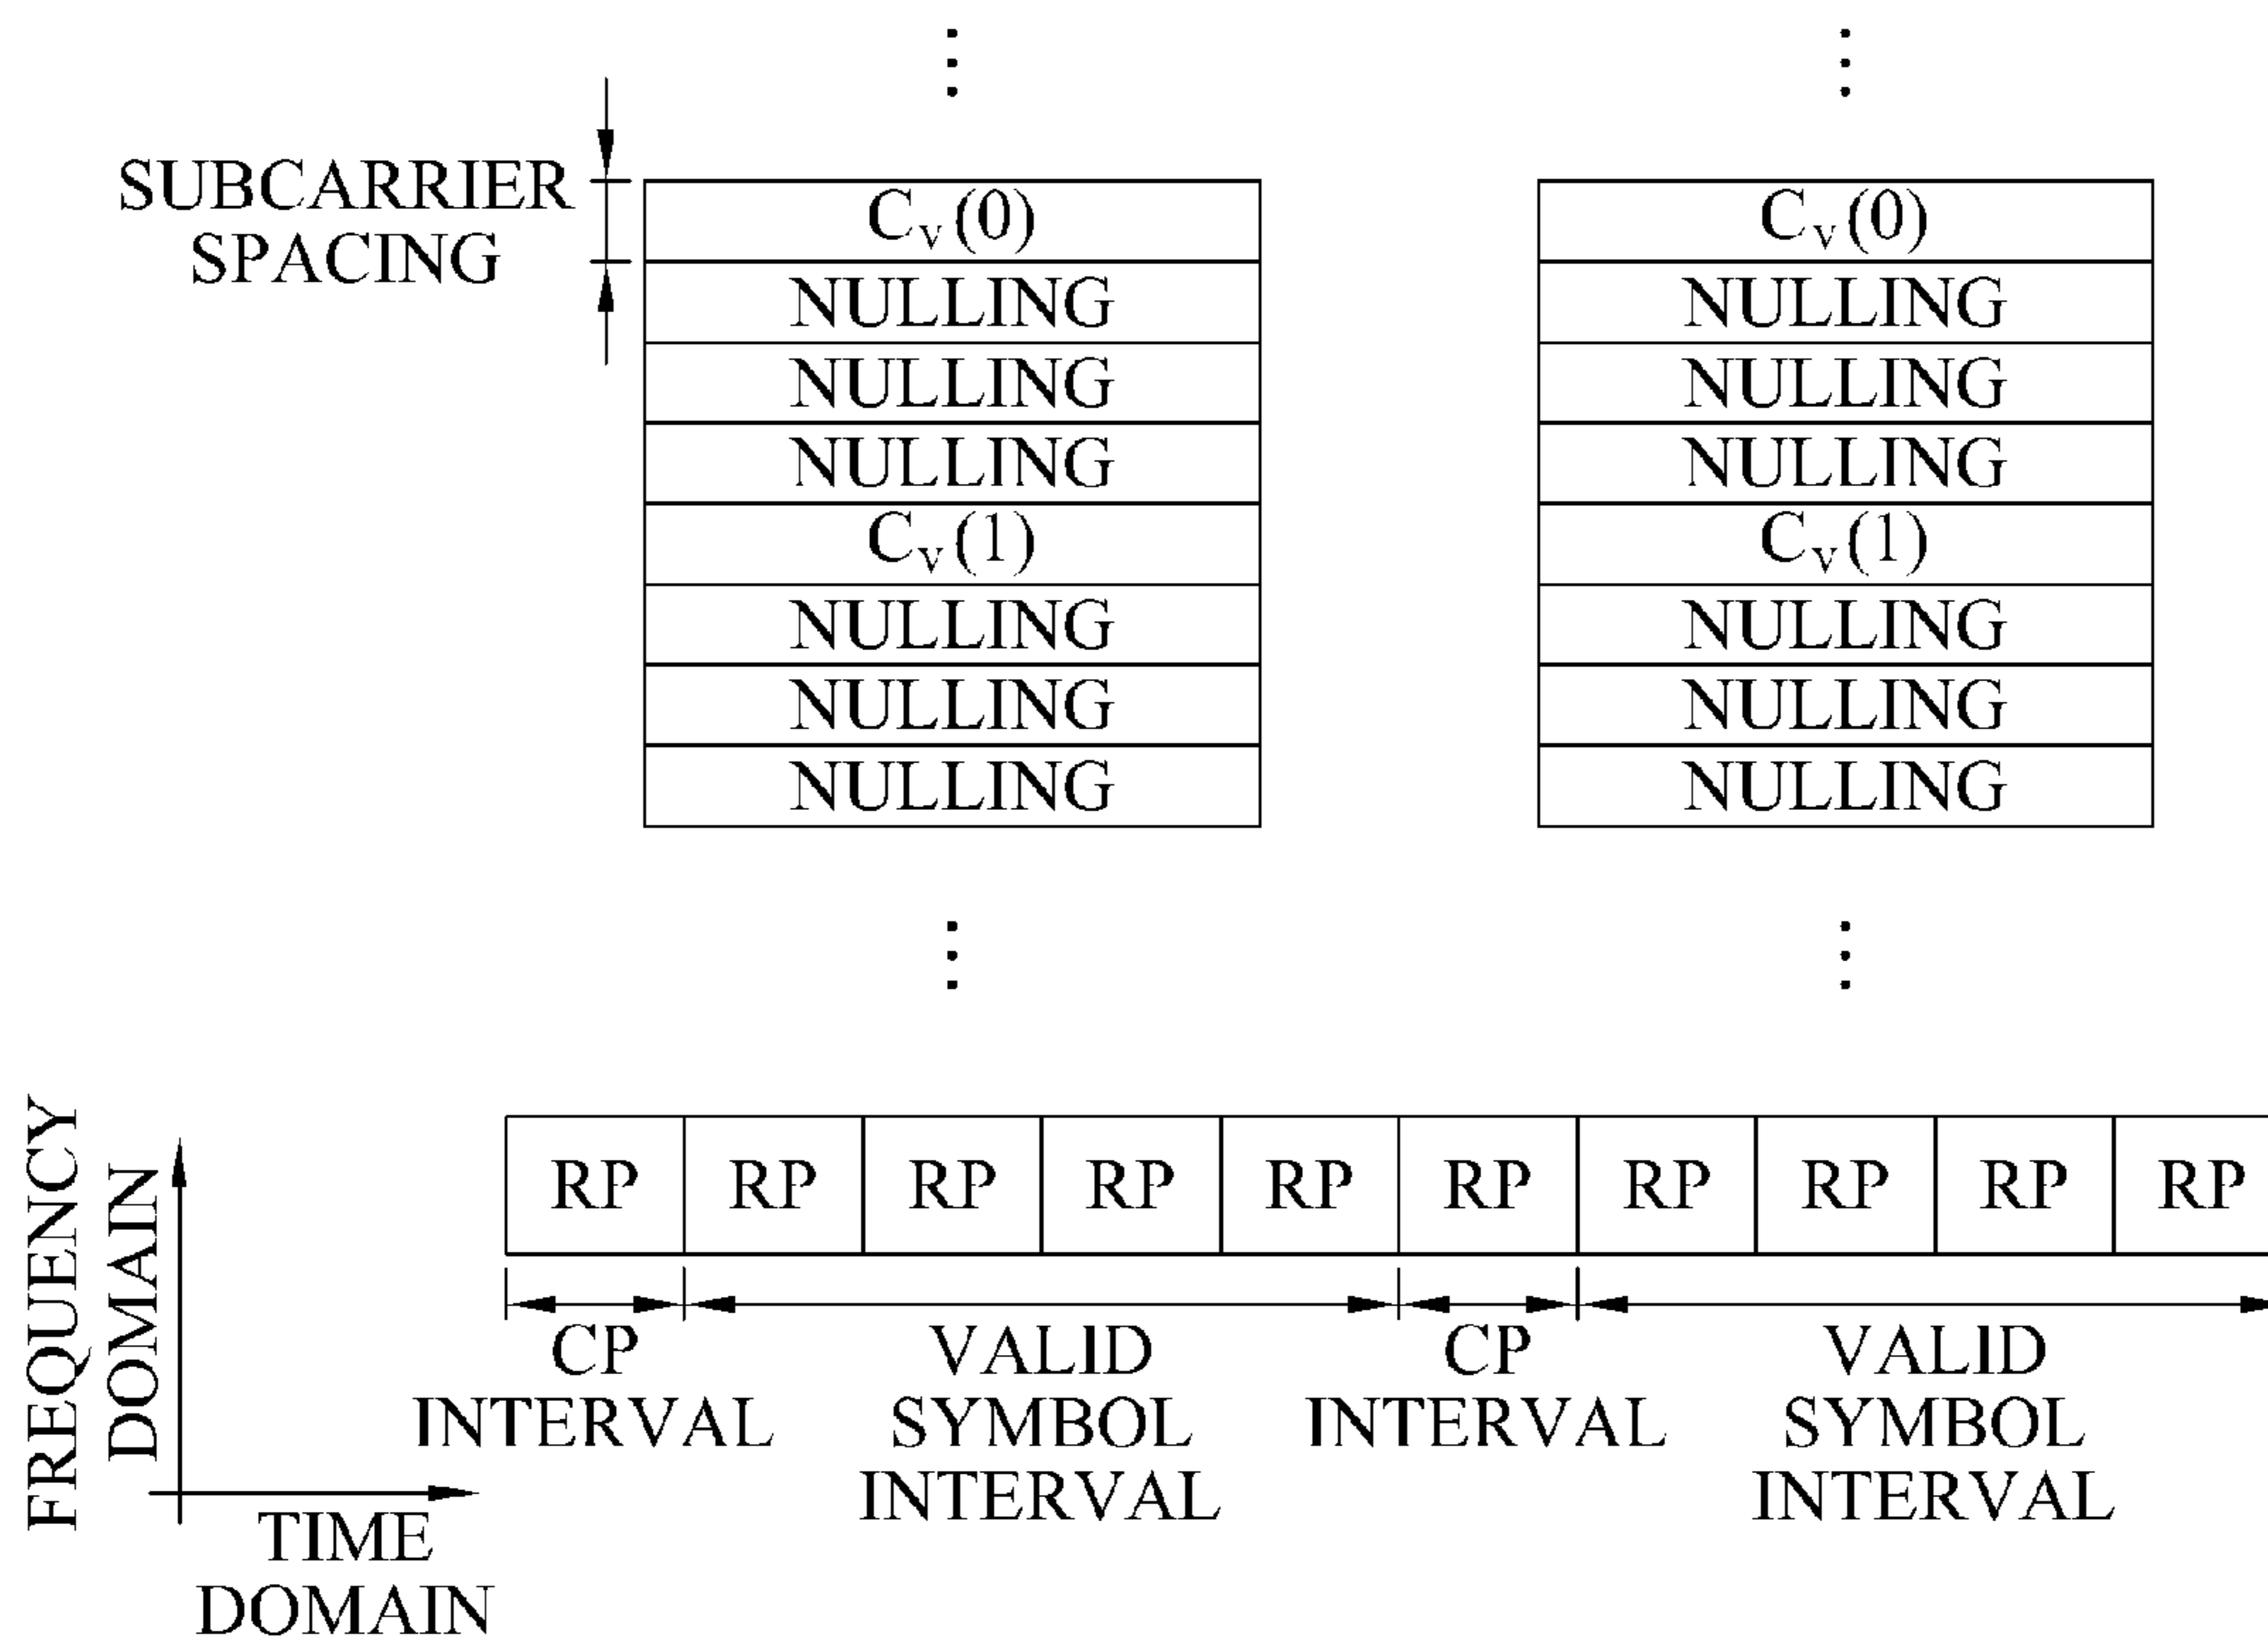 SUBCARRIER
SPACING
Cv(0)
NULLING
NULLING
NULLING
Cv(1)
NULLING
NULLING
NULLING
Cv(0)
NULLING
NULLING
NULLING
Cv(1)
NULLING
NULLING
NULLING
FREQUENCY
DOMAIN
TIME
DOMAIN
RP RP RP RP RP RP RP RP RP RP
CP
INTERVAL
VALID
SYMBOL
INTERVAL
CP
INTERVAL
VALID
SYMBOL
INTERVAL